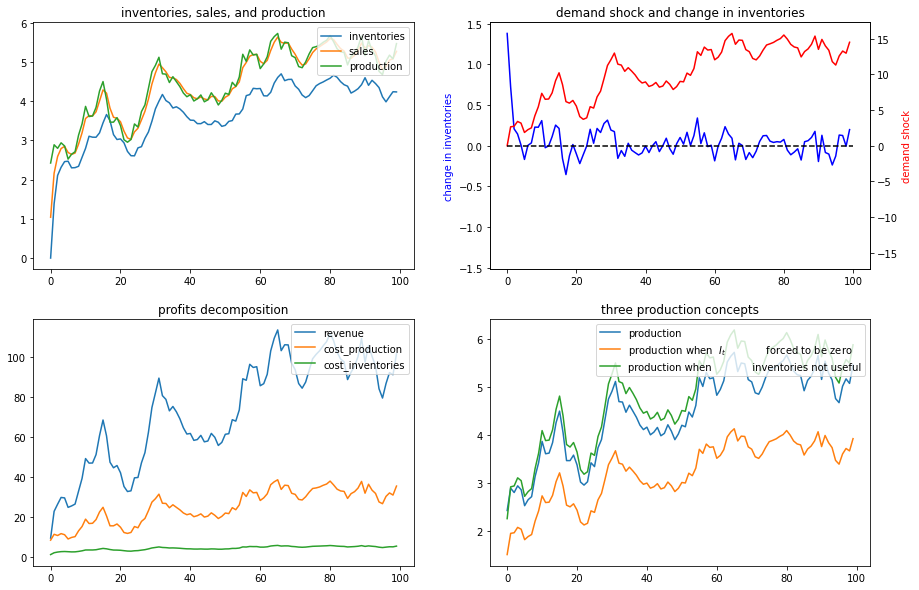 inventories, sales, and production
inventories
sales
production
6
5
4
3
2
1
0
0 20 40 60 80 100
demand shock and change in inventories
change in inventories
1.5
1.0
0.5
0.0
−0.5
−1.0
−1.5
15
10
5
0
−5
−10
−15
demand shock
0 20 40 60 80 100
profits decomposition
revenue
cost_production
cost_inventories
100
80
60
40
20
0
0 20 40 60 80 100
three production concepts
production
production when I_t forced to be zero
production when inventories not useful
6
5
4
3
2
0 20 40 60 80 100